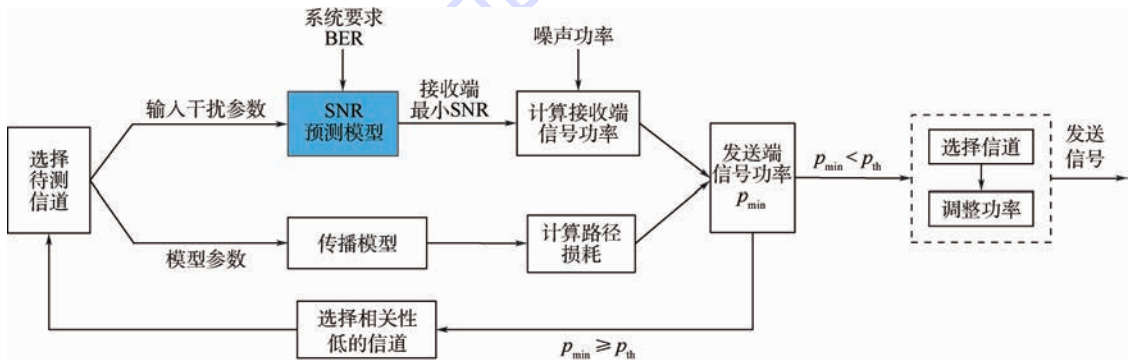 系统要求
BER
噪声功率
输入干扰参数
SNR
预测模型
接收端
最小SNR
计算接收端
信号功率
选择
待测
信道
发送端
信号功率
p_min
p_min < p_th
选择信道
调整功率
发送
信号
模型参数
传播模型
计算路径
损耗
选择相关性
低的信道
p_min ≥ p_th